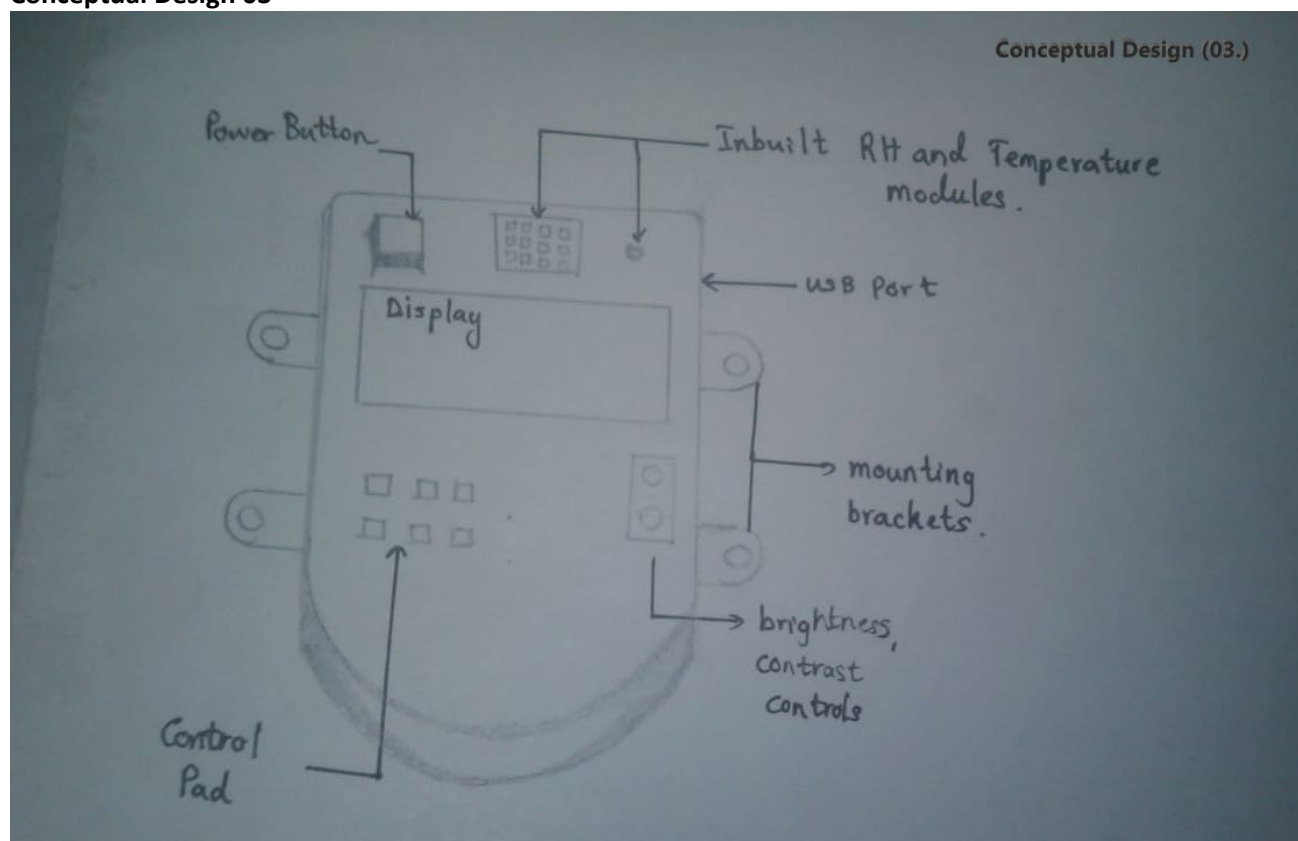 Conceptual Design 03
Conceptual Design (03.)
Power Button
Inbuilt RH and Temperature
modules.
USB Port
Display
mounting
brackets.
brightness,
contrast
controls
Control
Pad